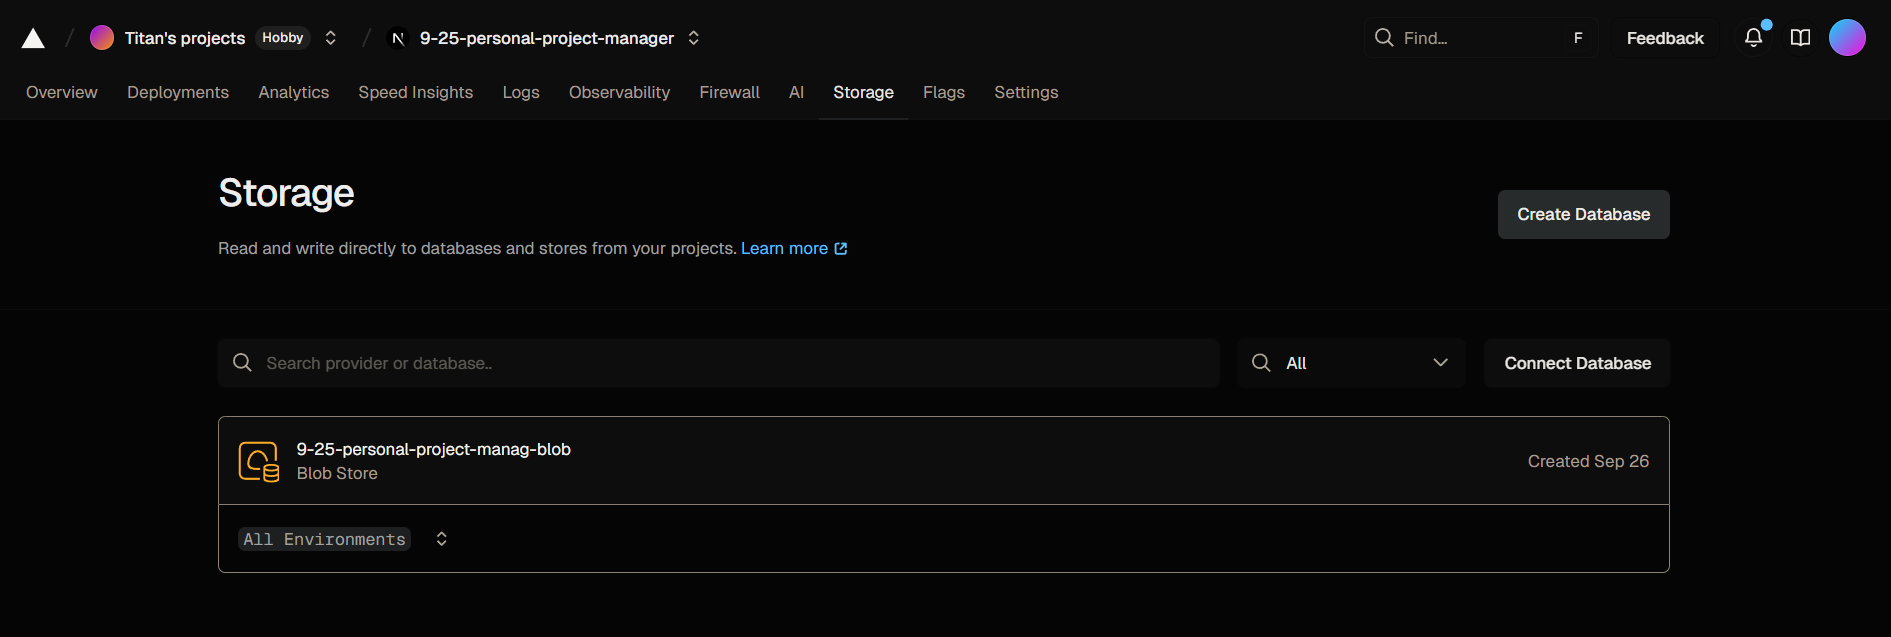 Titan's projects Hobby 9-25-personal-project-manager Find... F Feedback
Overview Deployments Analytics Speed Insights Logs Observability Firewall AI Storage Flags Settings
Storage
Create Database
Read and write directly to databases and stores from your projects. Learn more
Search provider or database.. All Connect Database
9-25-personal-project-manag-blob
Blob Store
Created Sep 26
All Environments